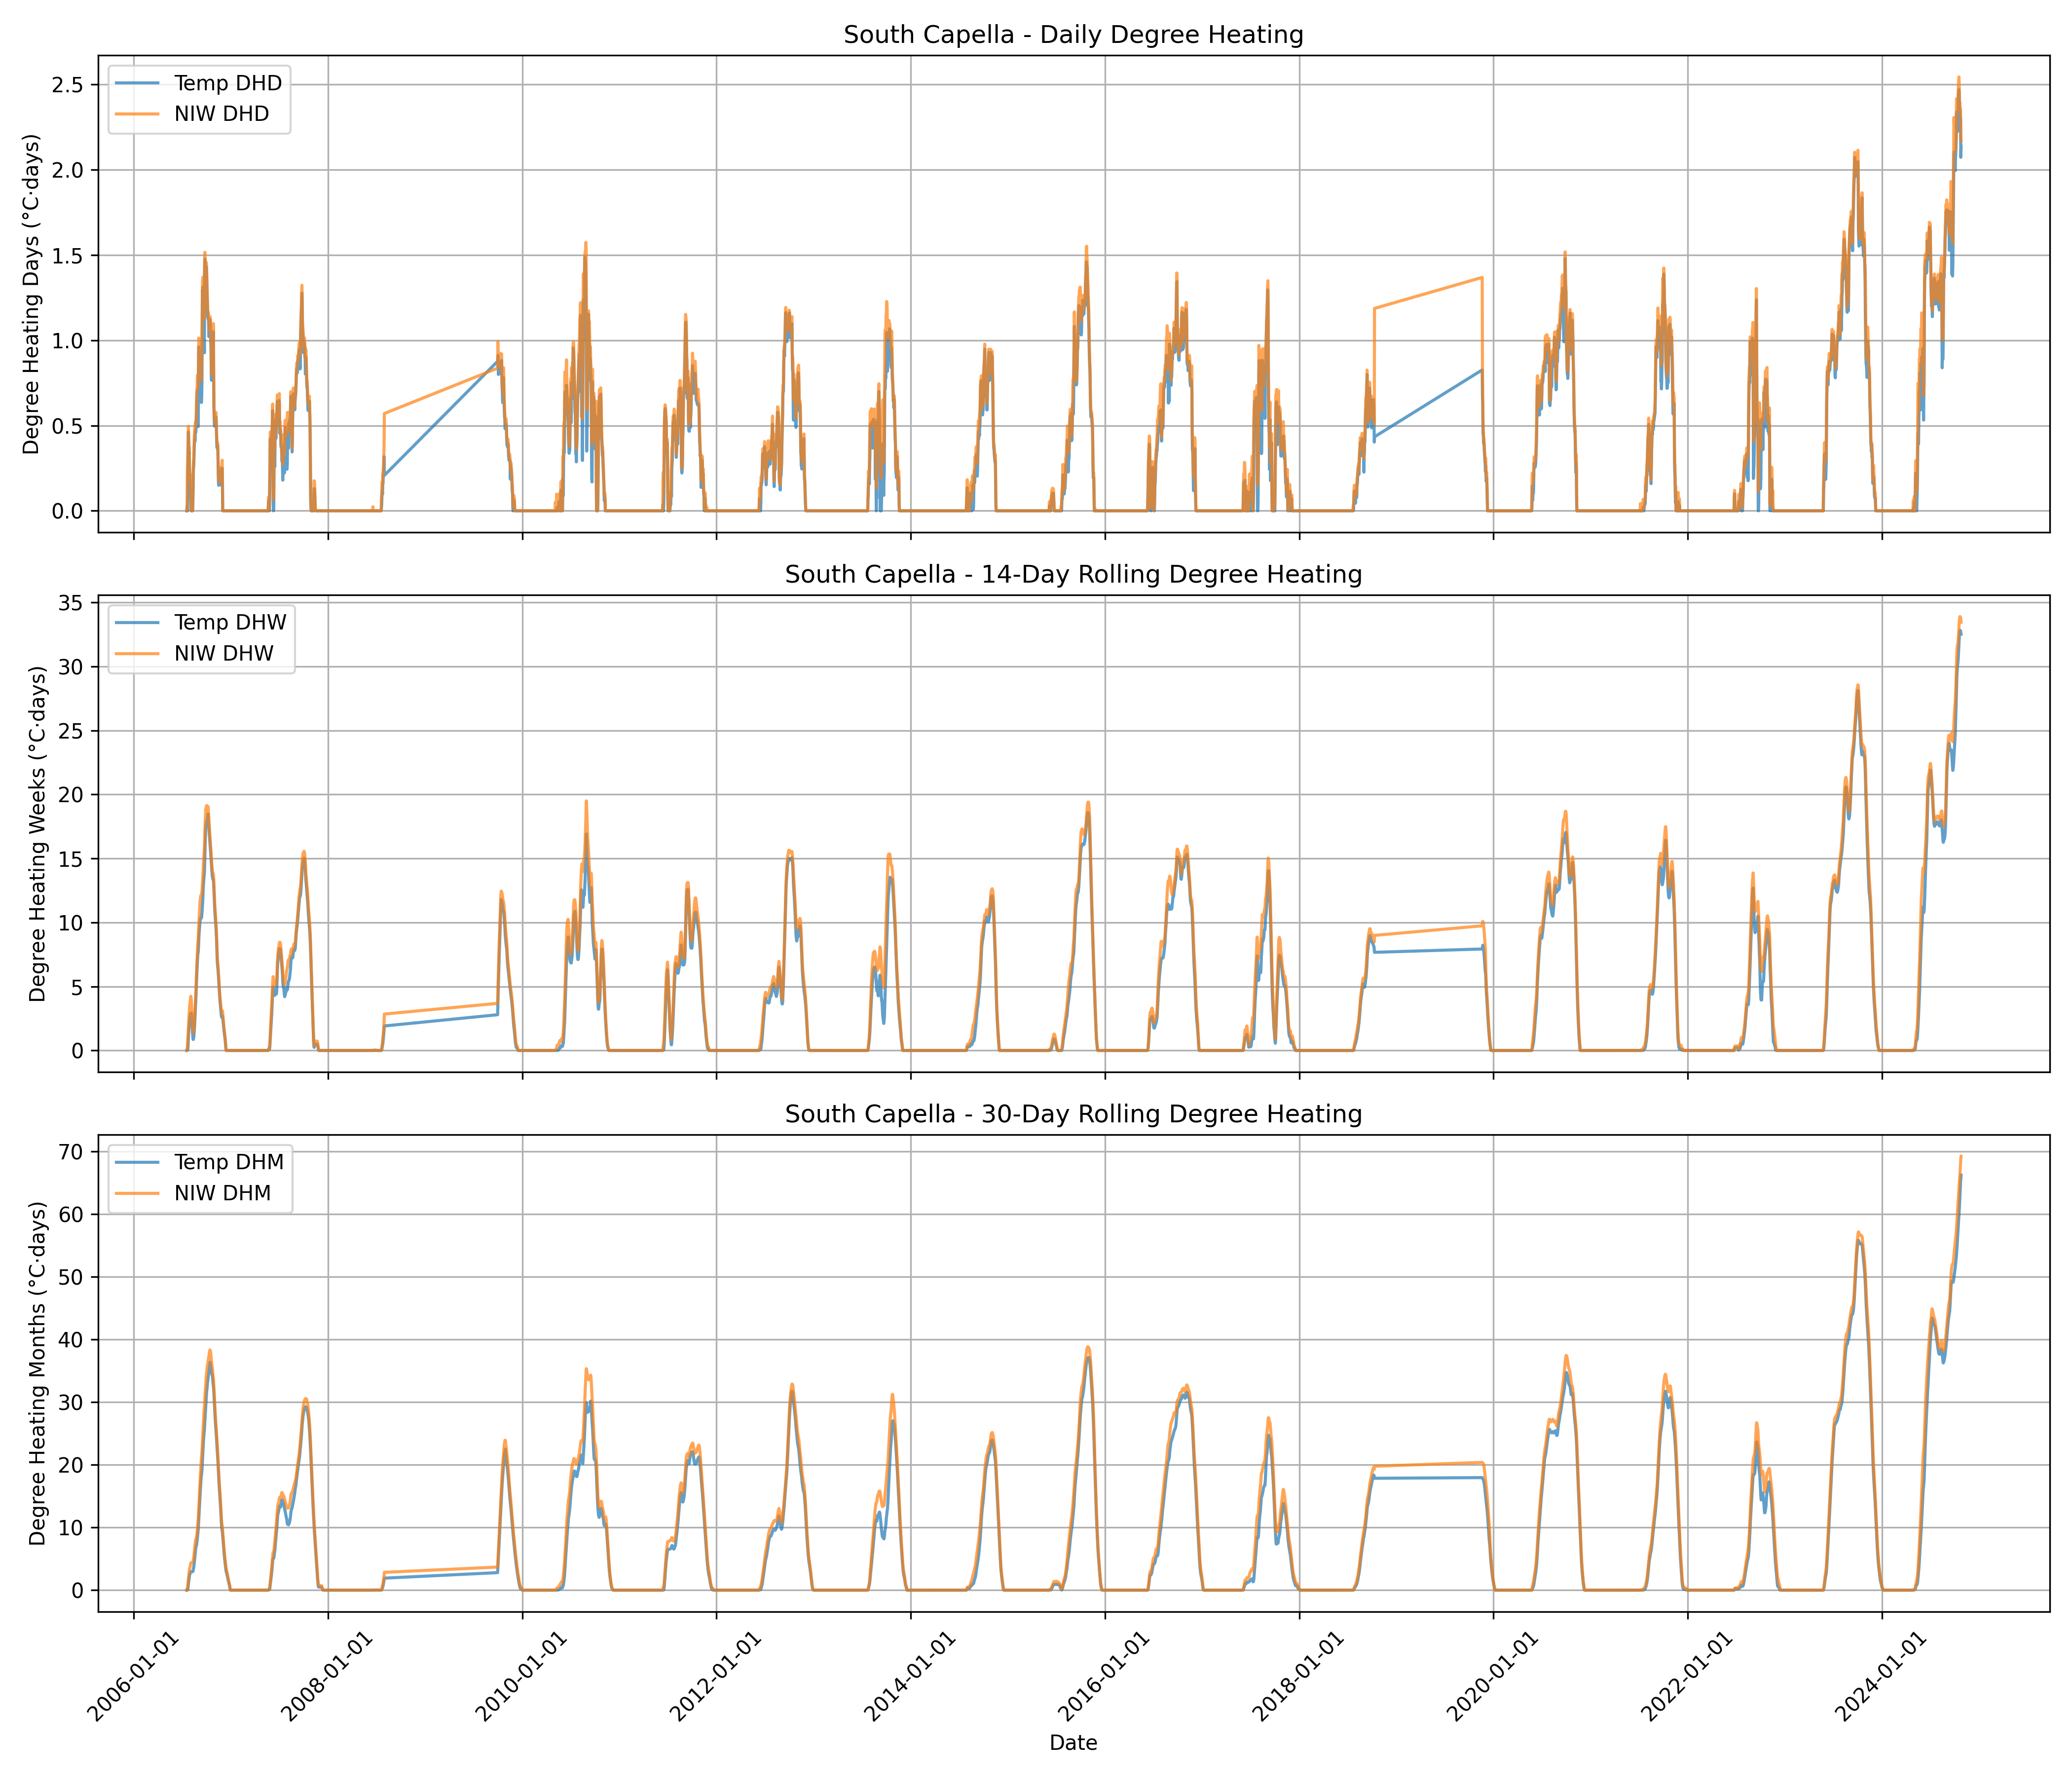 South Capella - Daily Degree Heating
Temp DHD
NIW DHD
Degree Heating Days (°C·days)
2.5
2.0
1.5
1.0
0.5
0.0
South Capella - 14-Day Rolling Degree Heating
Temp DHW
NIW DHW
Degree Heating Weeks (°C·days)
35
30
25
20
15
10
5
0
South Capella - 30-Day Rolling Degree Heating
Temp DHM
NIW DHM
Degree Heating Months (°C·days)
70
60
50
40
30
20
10
0
2006-01-01
2008-01-01
2010-01-01
2012-01-01
2014-01-01
2016-01-01
2018-01-01
2020-01-01
2022-01-01
2024-01-01
Date